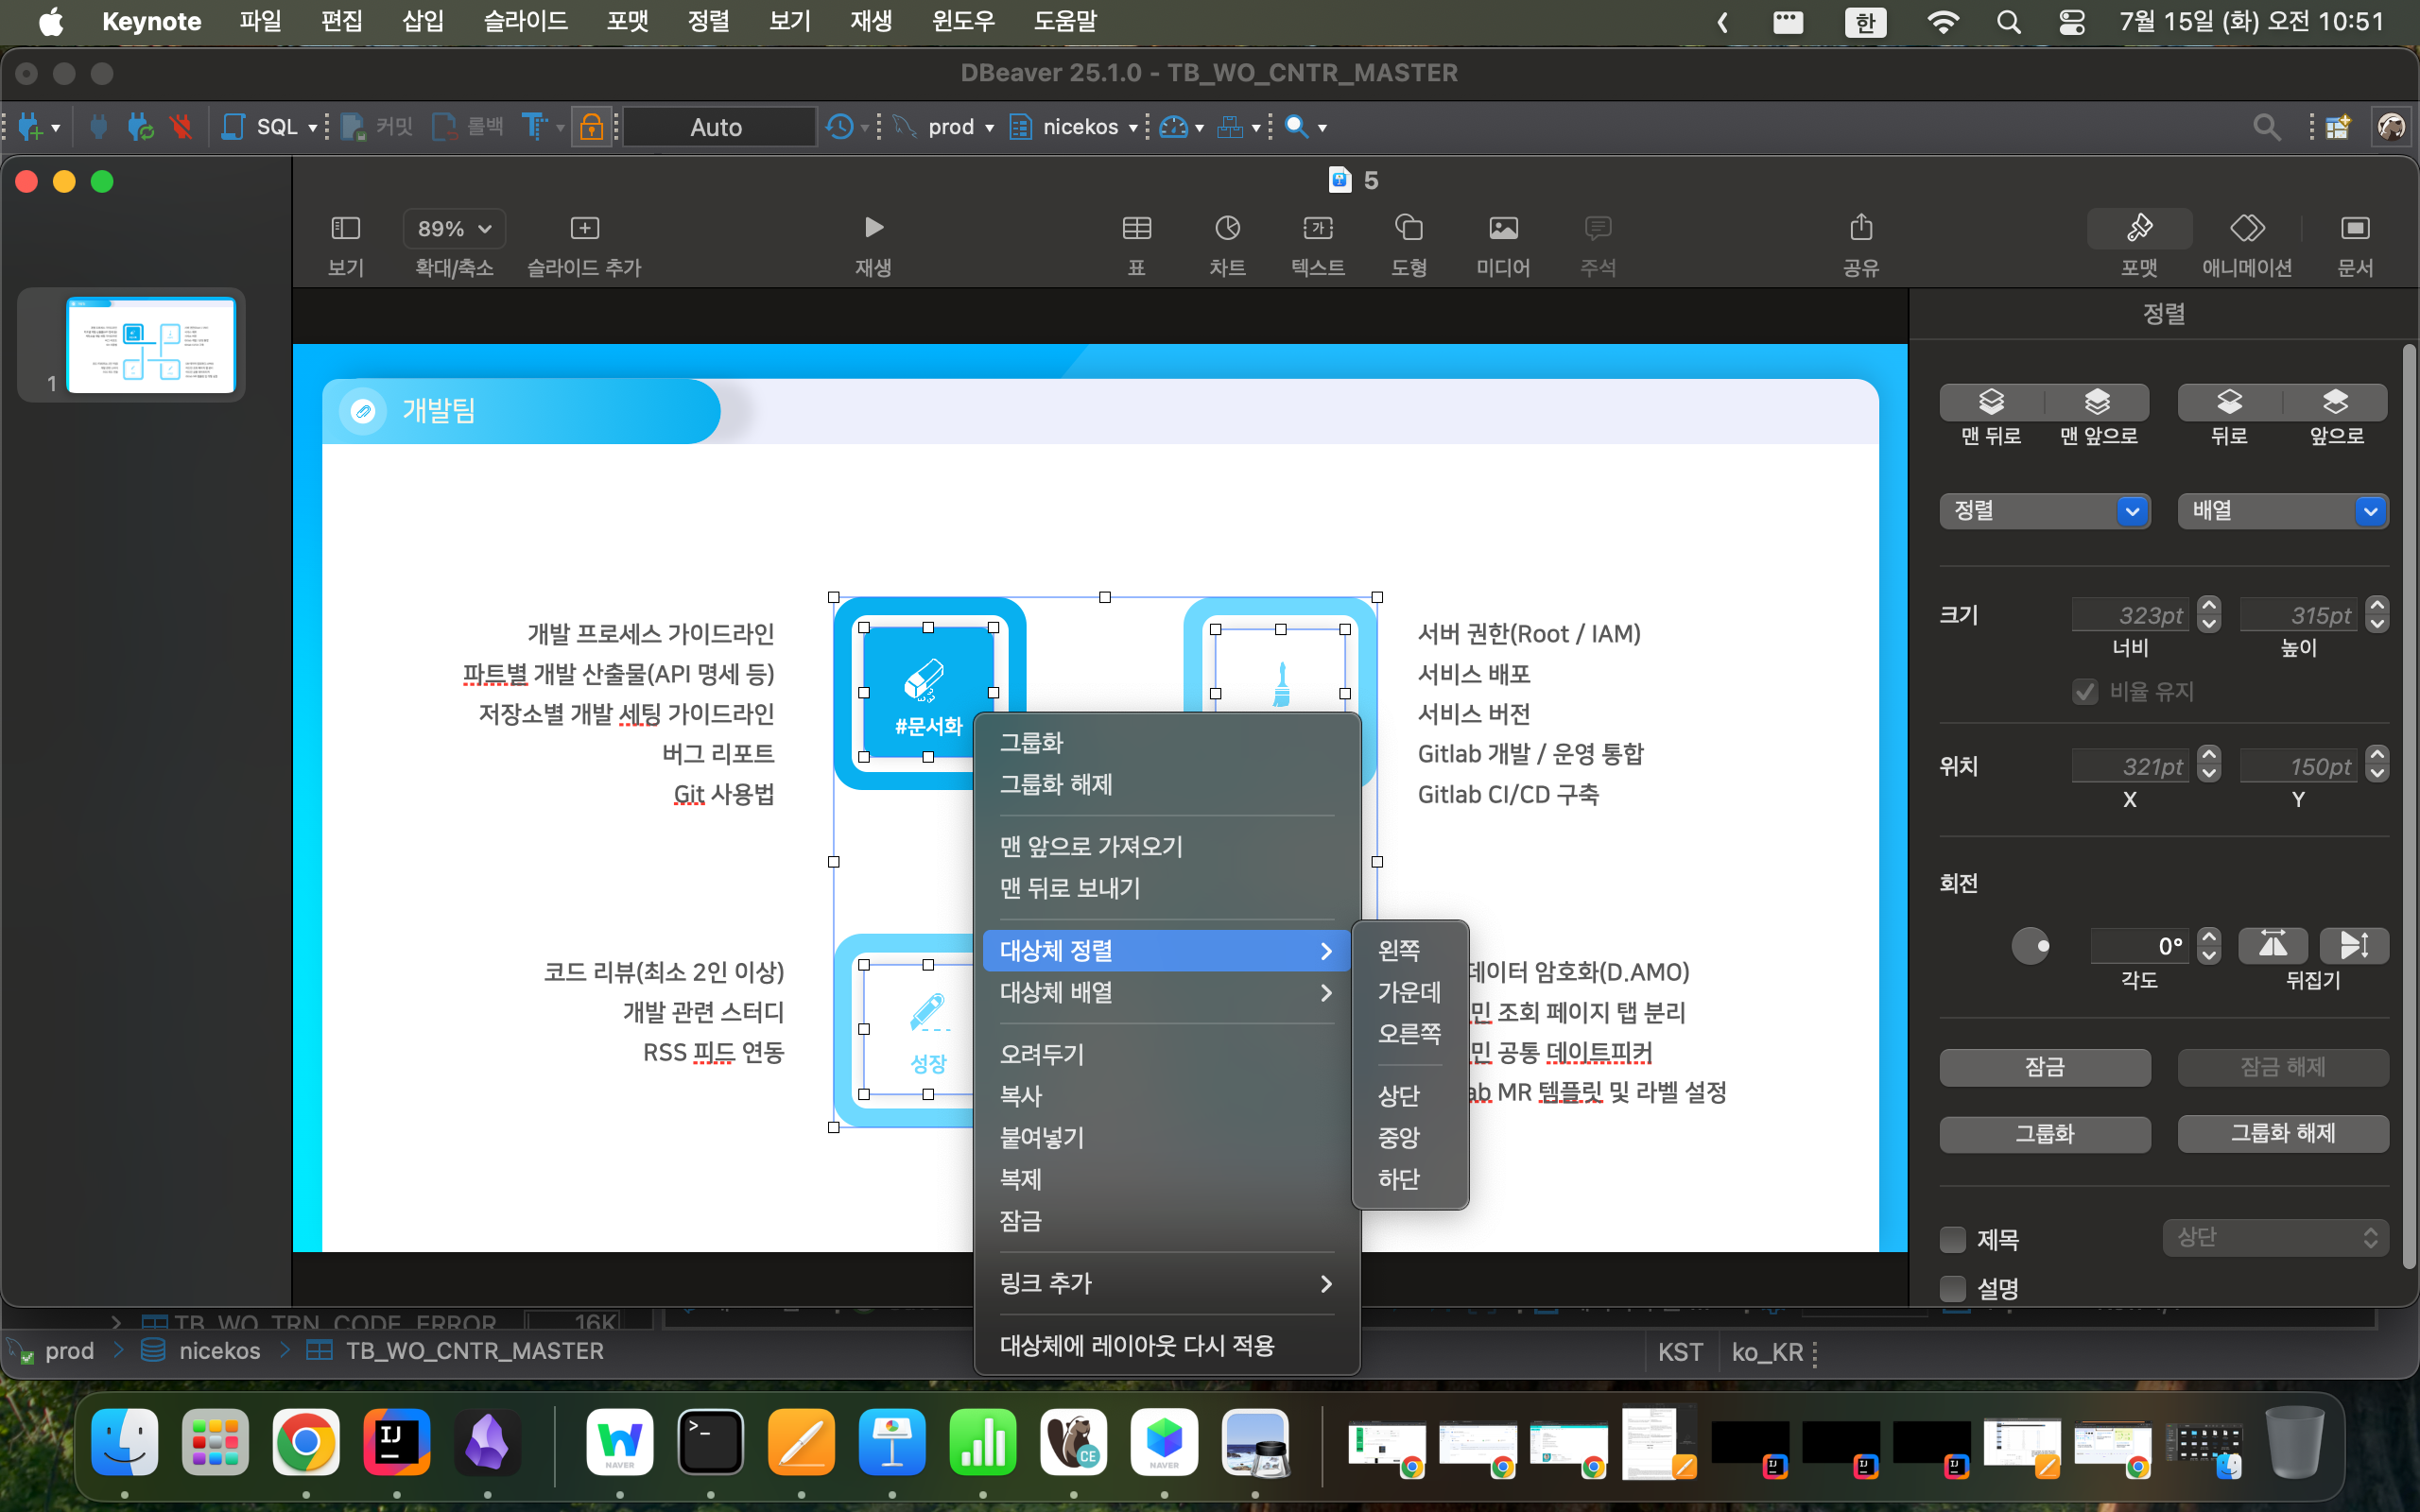 Keynote 파일 편집 삽입 슬라이드 포맷 정렬 보기 재생 윈도우 도움말 한 7월 15일 (화) 오전 10:51
DBeaver 25.1.0 - TB_WO_CNTR_MASTER
SQL 커밋 롤백 Auto prod nicekos
5
89%
보기 확대/축소 슬라이드 추가 재생 표 차트 텍스트 도형 미디어 주석 공유 포맷 애니메이션 문서
1
개발팀
개발 프로세스 가이드라인
파트별 개발 산출물(API 명세 등)
저장소별 개발 세팅 가이드라인
버그 리포트
Git 사용법
#문서화
서버 권한(Root / IAM)
서비스 배포
서비스 버전
Gitlab 개발 / 운영 통합
Gitlab CI/CD 구축
코드 리뷰(최소 2인 이상)
개발 관련 스터디
RSS 피드 연동
성장
데이터 암호화(D.AMO)
민 조회 페이지 탭 분리
민 공통 데이트피커
ab MR 템플릿 및 라벨 설정
그룹화
그룹화 해제
맨 앞으로 가져오기
맨 뒤로 보내기
대상체 정렬
대상체 배열
오려두기
복사
붙여넣기
복제
잠금
링크 추가
대상체에 레이아웃 다시 적용
왼쪽
가운데
오른쪽
상단
중앙
하단
정렬
맨 뒤로 맨 앞으로 뒤로 앞으로
정렬 배열
크기 323pt 315pt
너비 높이
비율 유지
위치 321pt 150pt
X Y
회전
0°
각도 뒤집기
잠금 잠금 해제
그룹화 그룹화 해제
제목 상단
설명
TB_WO_TRN_CODE_ERROR 16K
prod nicekos TB_WO_CNTR_MASTER KST ko_KR
IJ NAVER >_ CE NAVER